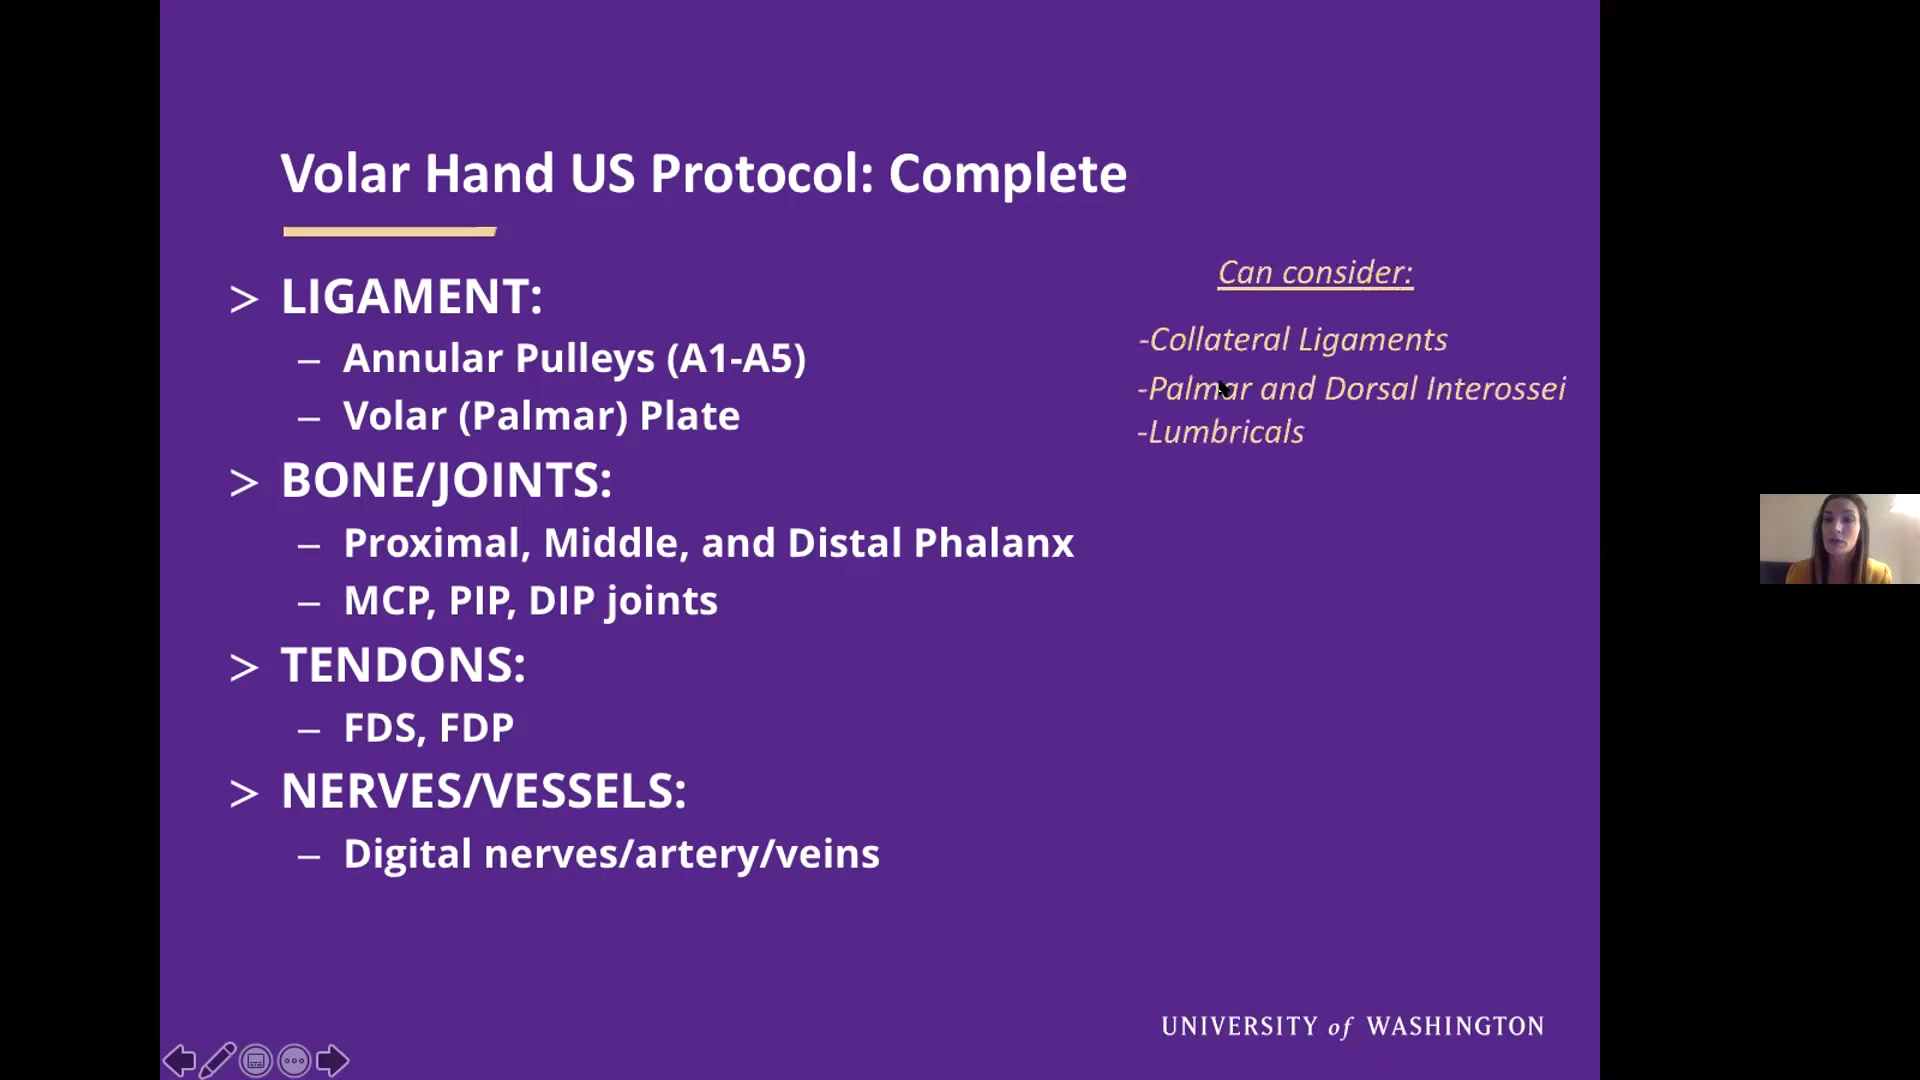 Volar Hand US Protocol: Complete
> LIGAMENT:
– Annular Pulleys (A1-A5)
– Volar (Palmar) Plate
> BONE/JOINTS:
– Proximal, Middle, and Distal Phalanx
– MCP, PIP, DIP joints
> TENDONS:
– FDS, FDP
> NERVES/VESSELS:
– Digital nerves/artery/veins
Can consider:
-Collateral Ligaments
-Palmar and Dorsal Interossei
-Lumbricals
UNIVERSITY of WASHINGTON